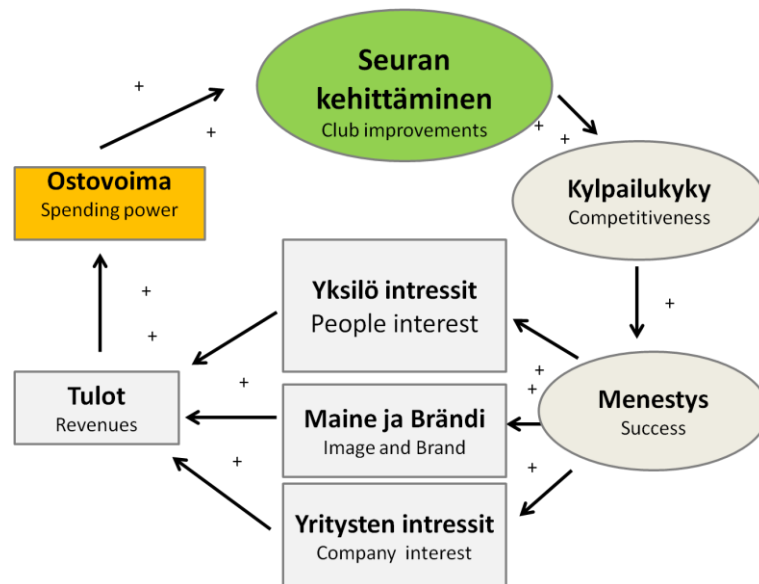 Seuran
kehittäminen
Club improvements
+
+
+
+
Ostovoima
Spending power
Kylpailukyky
Competitiveness
Yksilö intressit
People interest
+
+
+
Tulot
Revenues
+
+
+
Maine ja Brändi
Image and Brand
Menestys
Success
+
+
Yritysten intressit
Company interest